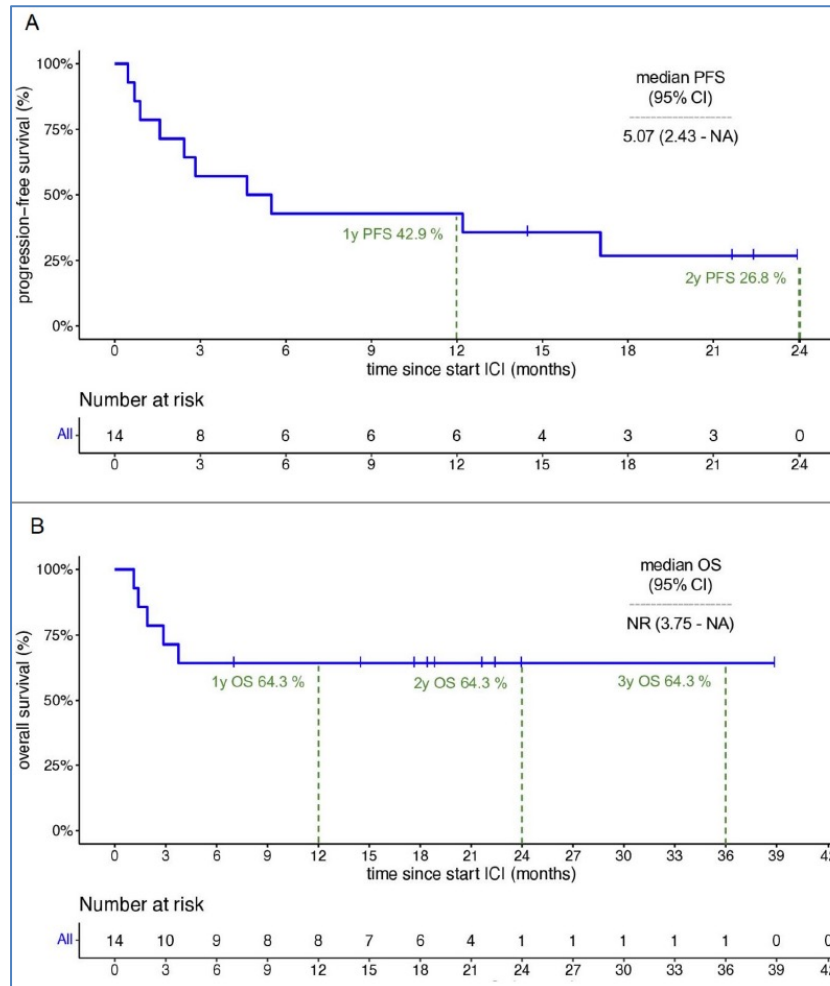 A
median PFS
(95% CI)
5.07 (2.43 - NA)
progression-free survival (%)
100%
75%
50%
25%
0%
1y PFS 42.9 %
2y PFS 26.8 %
0 3 6 9 12 15 18 21 24
time since start ICI (months)
Number at risk
All 14 8 6 6 6 4 3 3 0
0 3 6 9 12 15 18 21 24
B
median OS
(95% CI)
NR (3.75 - NA)
overall survival (%)
100%
75%
50%
25%
0%
1y OS 64.3 %
2y OS 64.3 %
3y OS 64.3 %
0 3 6 9 12 15 18 21 24 27 30 33 36 39 42
time since start ICI (months)
Number at risk
All 14 10 9 8 8 7 6 4 1 1 1 1 1 0 0
0 3 6 9 12 15 18 21 24 27 30 33 36 39 42